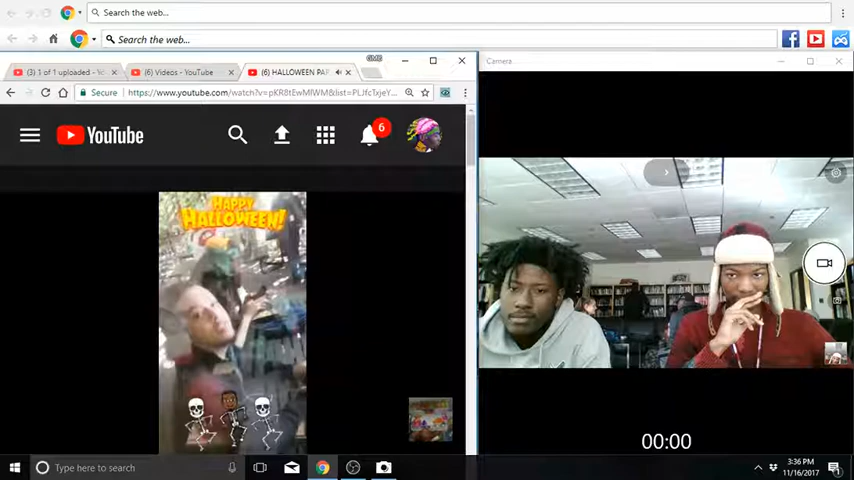 Search the web...
Search the web...
GMB
(3) 1 of 1 uploaded - Yo
(6) Videos - YouTube
(6) HALLOWEEN PAR
Secure
https://www.youtube.com/watch?v=pKR8tEwMIWM&list=PLJfcTxjeY...
YouTube
6
HAPPY
HALLOWEEN!
Camera
00:00
Type here to search
3:36 PM
11/16/2017